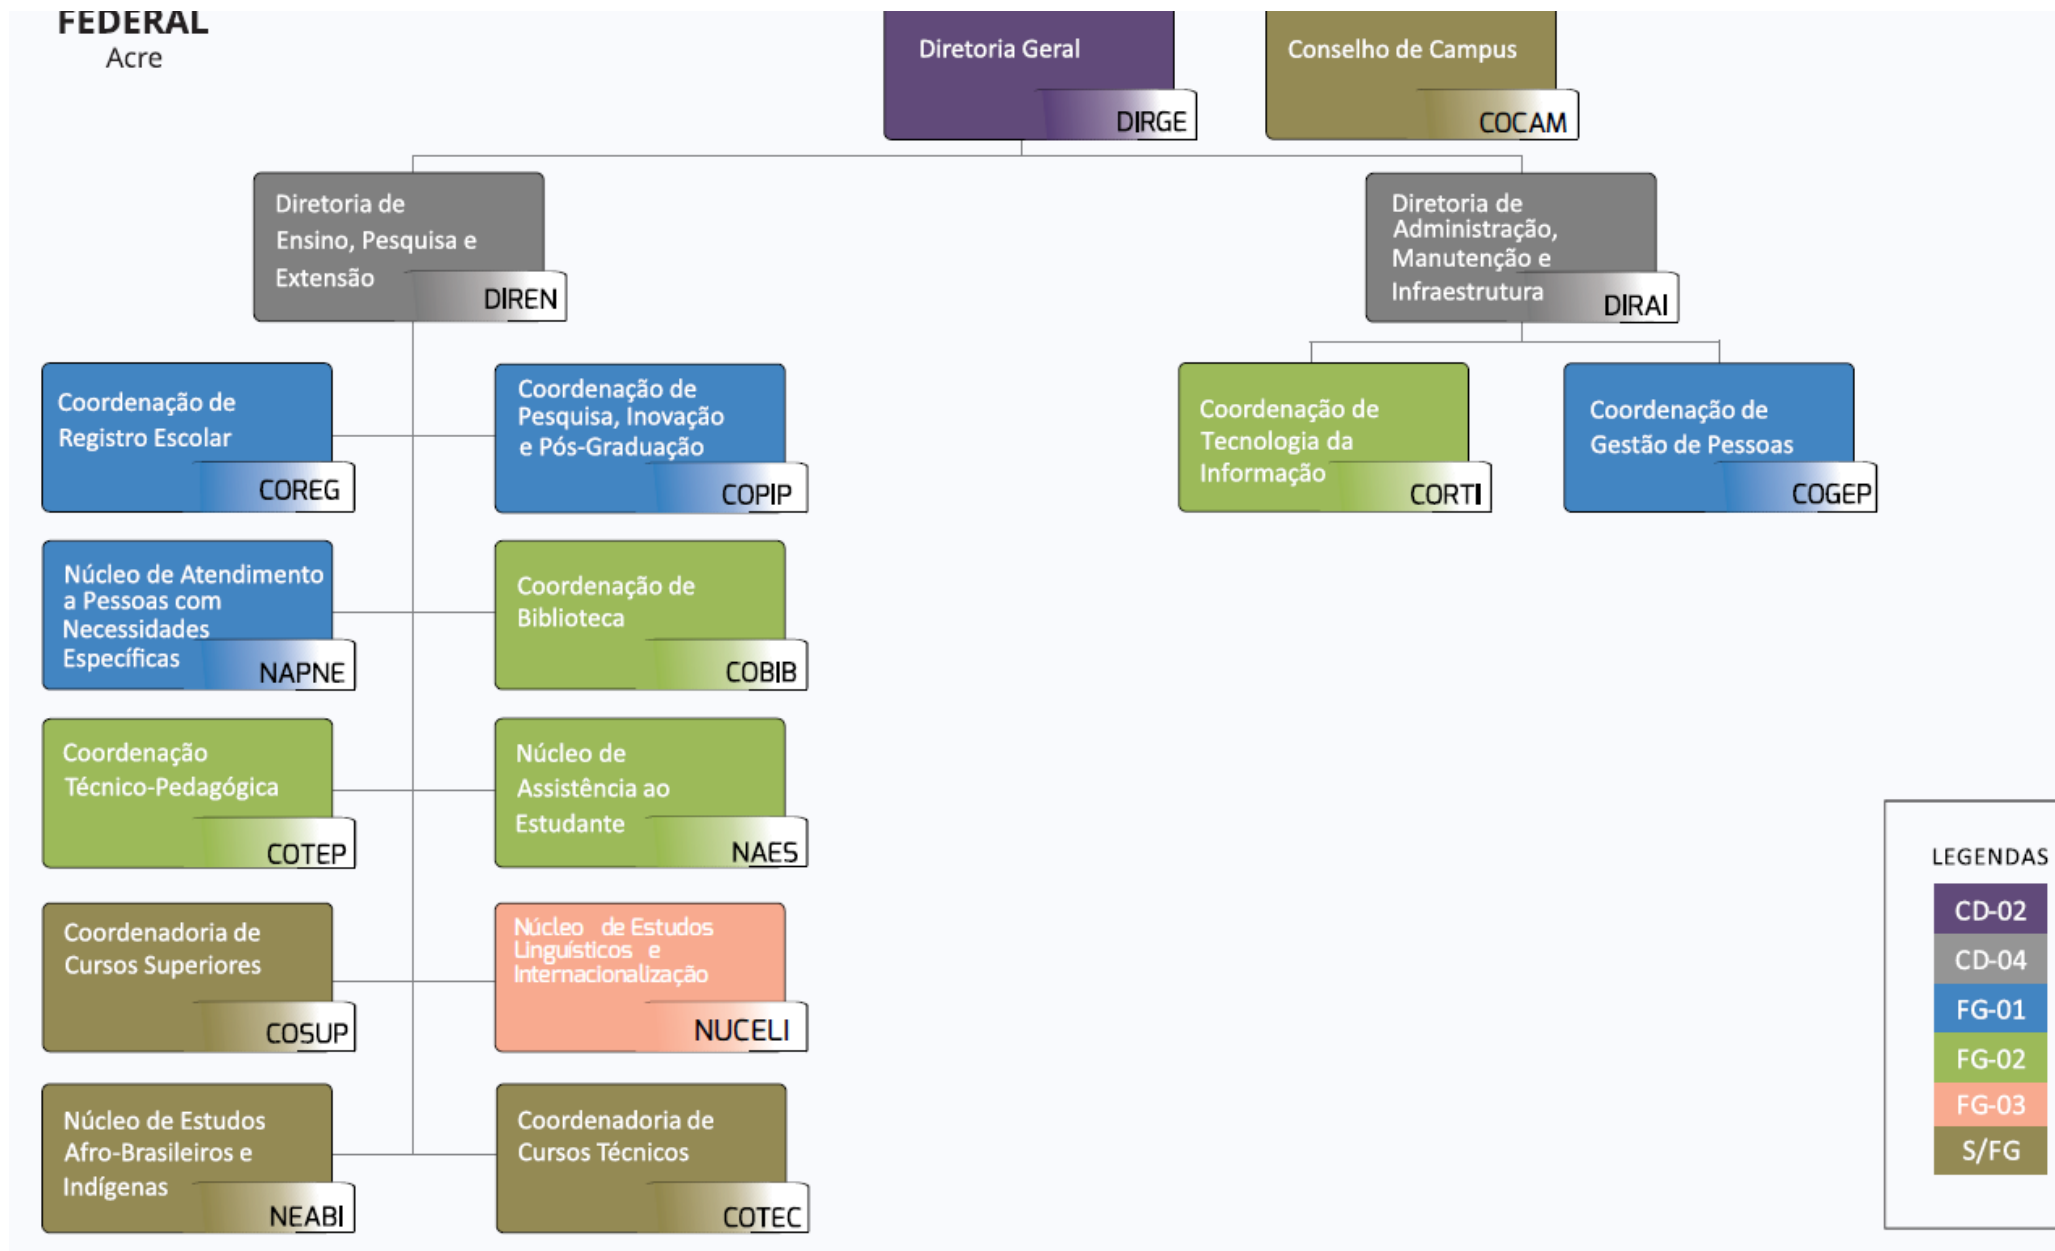 FEDERAL
Acre
Diretoria Geral
DIRGE
Conselho de Campus
COCAM
Diretoria de
Ensino, Pesquisa e
Extensão
DIREN
Diretoria de
Administração,
Manutenção e
Infraestrutura
DIRAI
Coordenação de
Registro Escolar
COREG
Coordenação de
Pesquisa, Inovação
e Pós-Graduação
COPIP
Coordenação de
Tecnologia da
Informação
CORTI
Coordenação de
Gestão de Pessoas
COGEP
Núcleo de Atendimento
a Pessoas com
Necessidades
Específicas
NAPNE
Coordenação de
Biblioteca
COBIB
Coordenação
Técnico-Pedagógica
COTEP
Núcleo de
Assistência ao
Estudante
NAES
Coordenadoria de
Cursos Superiores
COSUP
Núcleo de Estudos
Linguísticos e
Internacionalização
NUCELI
Núcleo de Estudos
Afro-Brasileiros e
Indígenas
NEABI
Coordenadoria de
Cursos Técnicos
COTEC
LEGENDAS
CD-02
CD-04
FG-01
FG-02
FG-03
S/FG